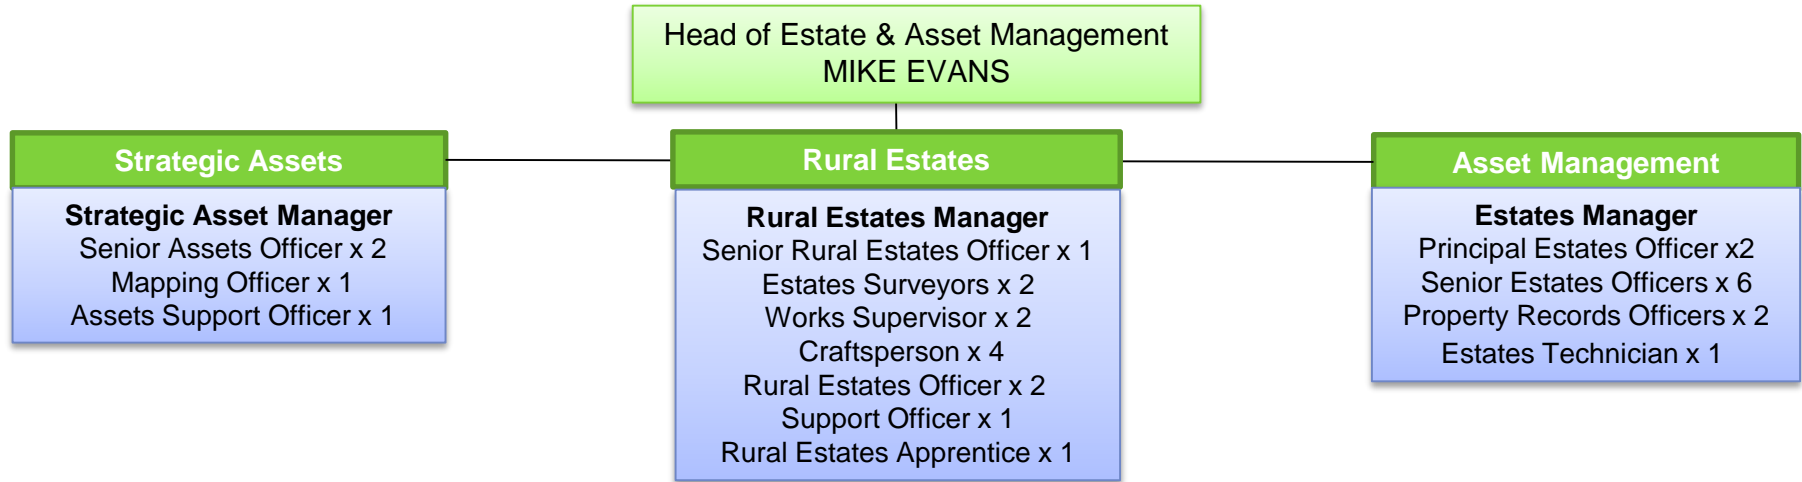 Head of Estate & Asset Management
MIKE EVANS
Strategic Assets
Strategic Asset Manager
Senior Assets Officer x 2
Mapping Officer x 1
Assets Support Officer x 1
Rural Estates
Rural Estates Manager
Senior Rural Estates Officer x 1
Estates Surveyors x 2
Works Supervisor x 2
Craftsperson x 4
Rural Estates Officer x 2
Support Officer x 1
Rural Estates Apprentice x 1
Asset Management
Estates Manager
Principal Estates Officer x2
Senior Estates Officers x 6
Property Records Officers x 2
Estates Technician x 1